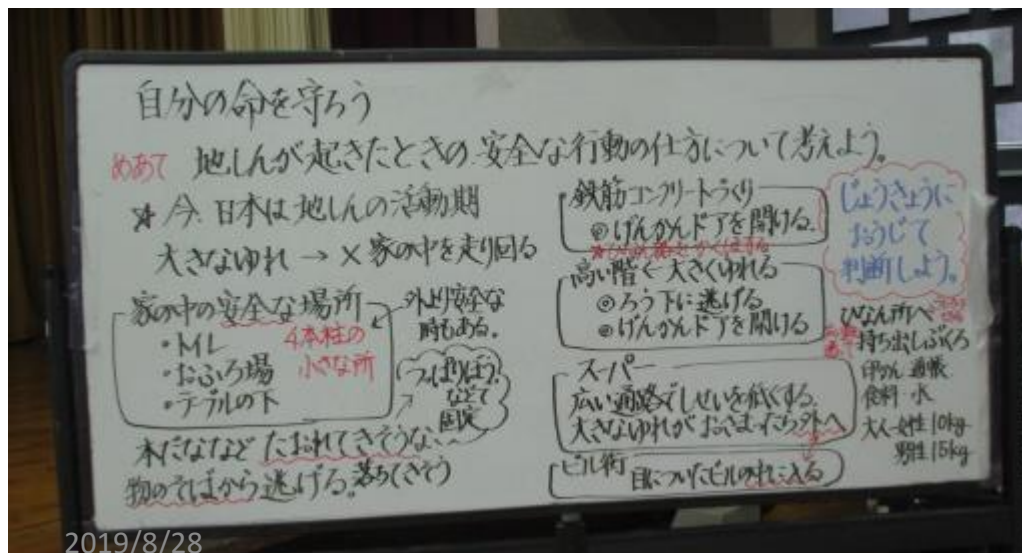 自分の命を守ろう
めあて 地しんが起きたときの 安全な行動の仕方について考えよう。
☆ 今、日本は地しんの活動期
大きなゆれ → × 家の中を走り回る
家の中の安全な場所
・おふろ場
・テーブルの下
4本柱の
小さな所
外より安全な
時もある。
つっぱりぼう
などで
固定
本だななど たおれてきそうな
物のそばから逃げる。落ちてきそう
鉄筋コンクリートづくり
◎げんかんドアを開ける。
高い階 ← 大きくゆれる
◎ろう下に逃げる
◎げんかんドアを開ける
スーパー
広い通路でしせいを低くする。
大きなゆれがおさまったら外へ
ビル街
目についたビルの中に入る
じょうきょうに
おうじて
判断しよう。
ひなん所へ
持ち出しぶくろ
印かん 通帳
食料・水
大人 女性 10kg
男性 15kg
2019/8/28